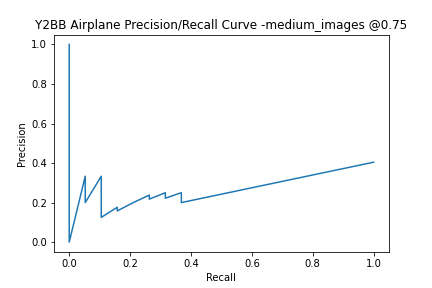 Y2BB Airplane Precision/Recall Curve -medium_images @0.75
1.0
0.8
0.6
0.4
0.2
0.0
Precision
0.0 0.2 0.4 0.6 0.8 1.0
Recall